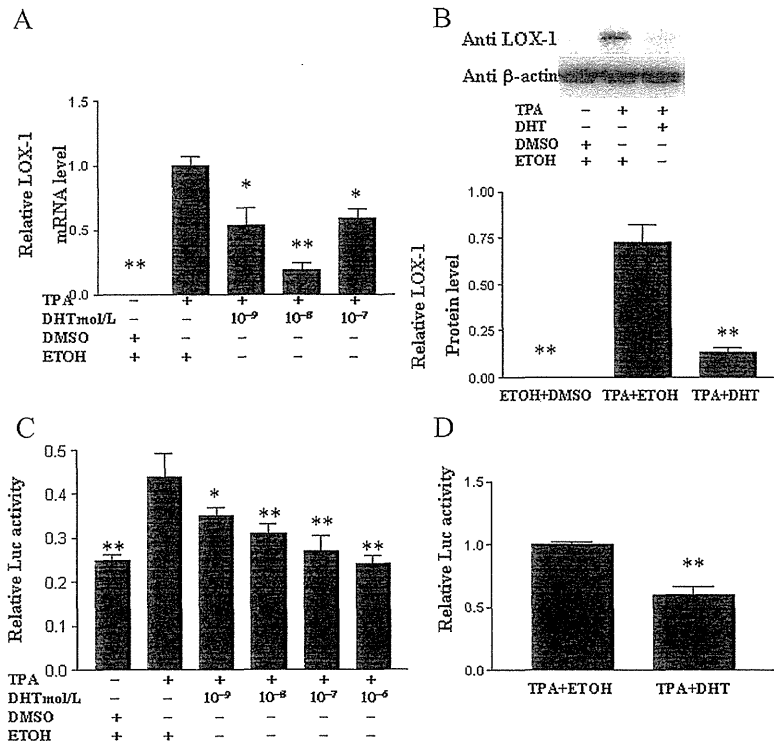 A
Relative LOX-1
mRNA level
1.5
1.0
0.5
0.0
**
*
**
*
TPA – + + + +
DHTmol/L – – 10⁻⁹ 10⁻⁸ 10⁻⁷
DMSO + – – – –
ETOH + + – – –
B
Anti LOX-1
Anti β-actin
TPA – + +
DHT – – +
DMSO + – –
ETOH + + –
Relative LOX-1
Protein level
1.00
0.75
0.50
0.25
0.00
**
**
ETOH+DMSO TPA+ETOH TPA+DHT
C
Relative Luc activity
0.5
0.4
0.3
0.2
0.1
0.0
**
*
**
**
**
TPA – + + + + +
DHTmol/L – – 10⁻⁹ 10⁻⁸ 10⁻⁷ 10⁻⁶
DMSO + – – – – –
ETOH + + – – – –
D
Relative Luc activity
1.5
1.0
0.5
0.0
**
TPA+ETOH TPA+DHT